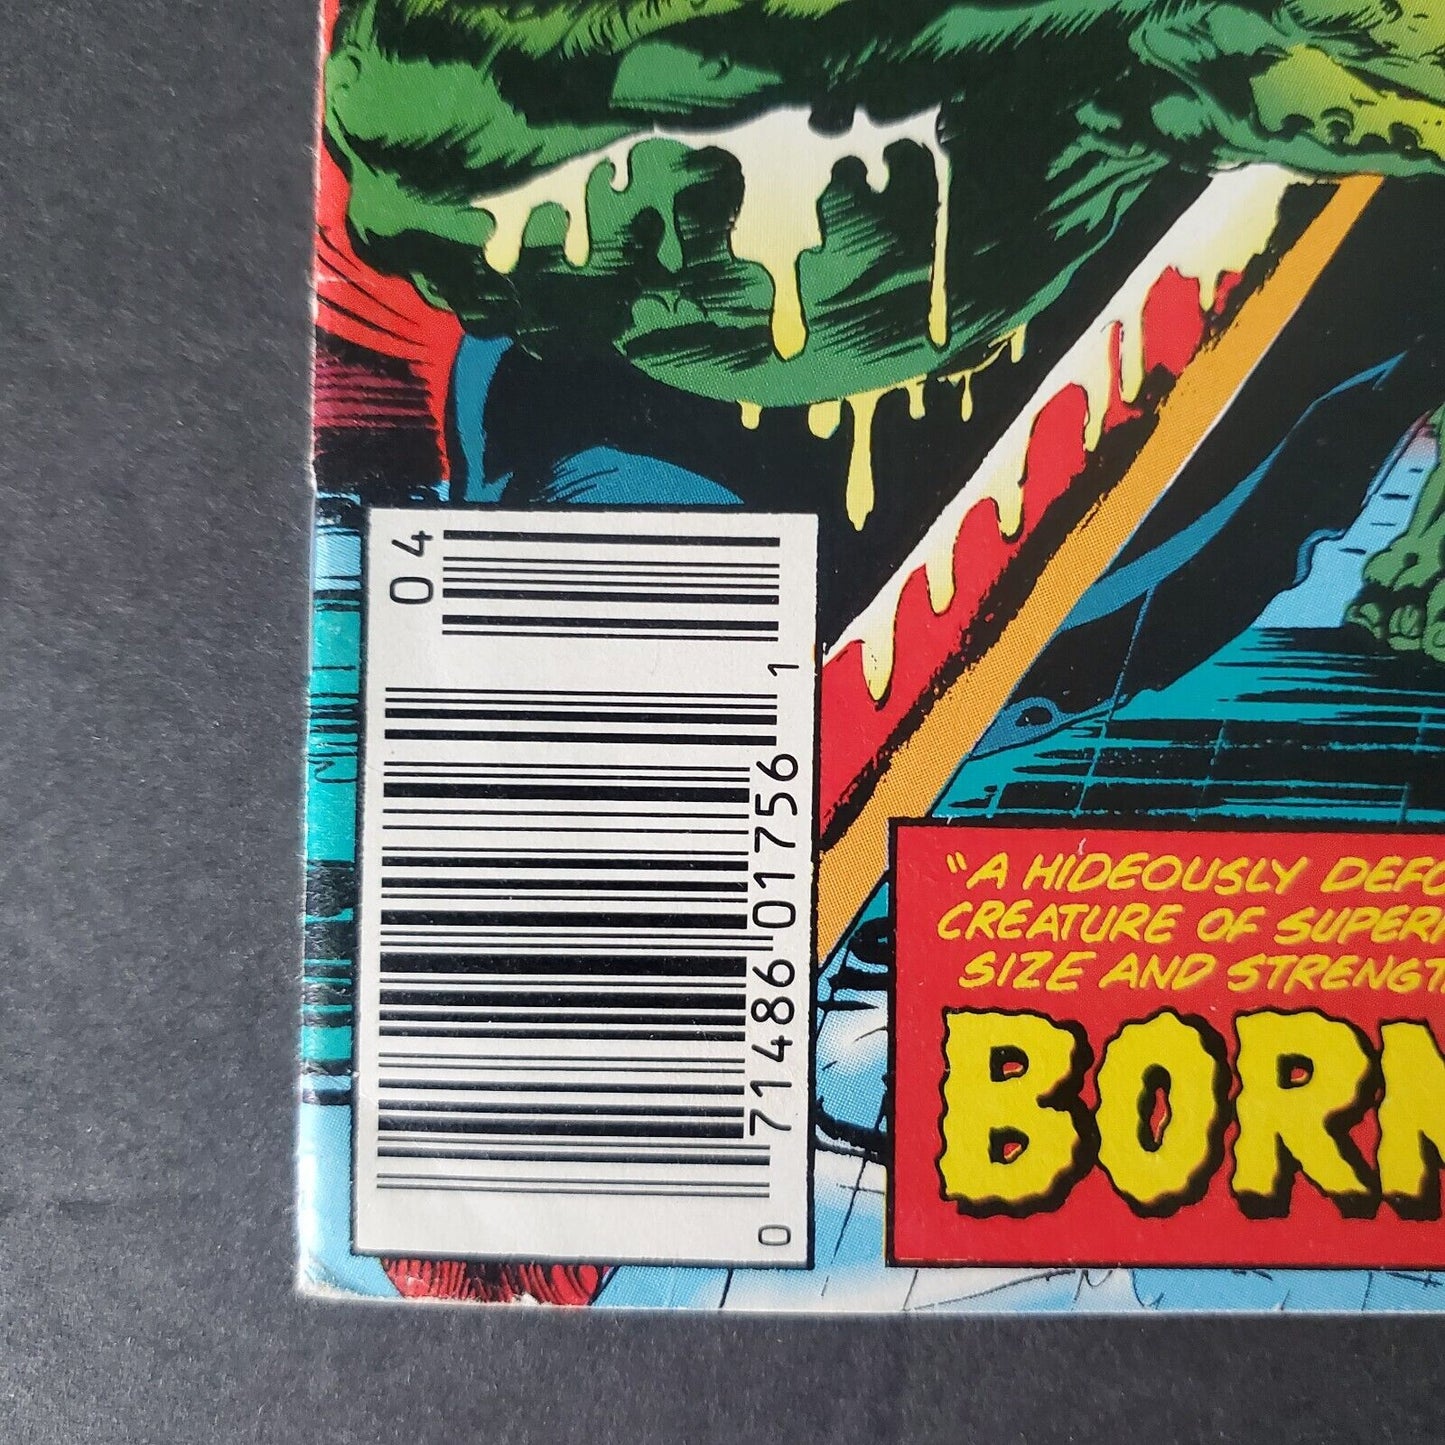 04
0 71486 01756 1
"A HIDEOUSLY
CREATURE OF
SIZE AND